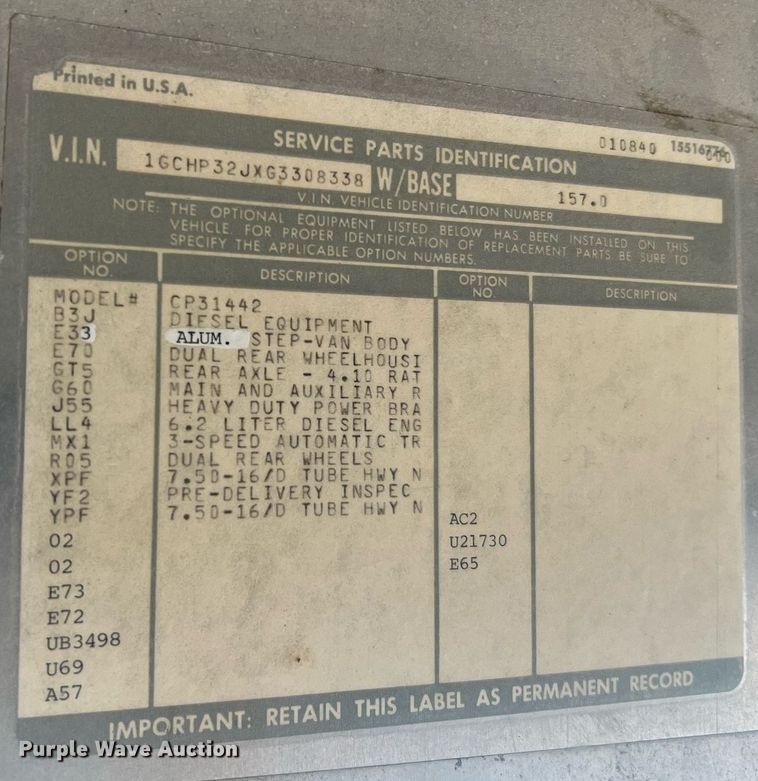 Printed in U.S.A.
SERVICE PARTS IDENTIFICATION
010840 15516776
V.I.N. 1GCHP32JXG3308338 W/BASE 157.0
V.I.N. VEHICLE IDENTIFICATION NUMBER
NOTE: THE OPTIONAL EQUIPMENT LISTED BELOW HAS BEEN INSTALLED ON THIS
VEHICLE. FOR PROPER IDENTIFICATION OF REPLACEMENT PARTS BE SURE TO
SPECIFY THE APPLICABLE OPTION NUMBERS.
OPTION NO. DESCRIPTION OPTION NO. DESCRIPTION
MODEL# CP31442
B3J DIESEL EQUIPMENT
E33 ALUM. STEP-VAN BODY
E70 DUAL REAR WHEELHOUSI
GT5 REAR AXLE - 4.10 RAT
G60 MAIN AND AUXILIARY R
J55 HEAVY DUTY POWER BRA
LL4 6.2 LITER DIESEL ENG
MX1 3-SPEED AUTOMATIC TR
R05 DUAL REAR WHEELS
XPF 7.50-16/D TUBE HWY N
YF2 PRE-DELIVERY INSPEC
YPF 7.50-16/D TUBE HWY N AC2
02 U21730
02 E65
E73
E72
UB3498
U69
A57
IMPORTANT: RETAIN THIS LABEL AS PERMANENT RECORD
Purple Wave Auction